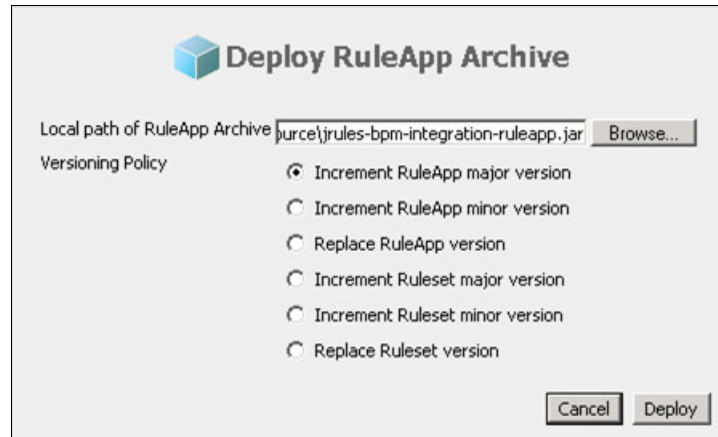 Deploy RuleApp Archive
Local path of RuleApp Archive ource\jrules-bpm-integration-ruleapp.jar Browse...
Versioning Policy
Increment RuleApp major version
Increment RuleApp minor version
Replace RuleApp version
Increment Ruleset major version
Increment Ruleset minor version
Replace Ruleset version
Cancel Deploy